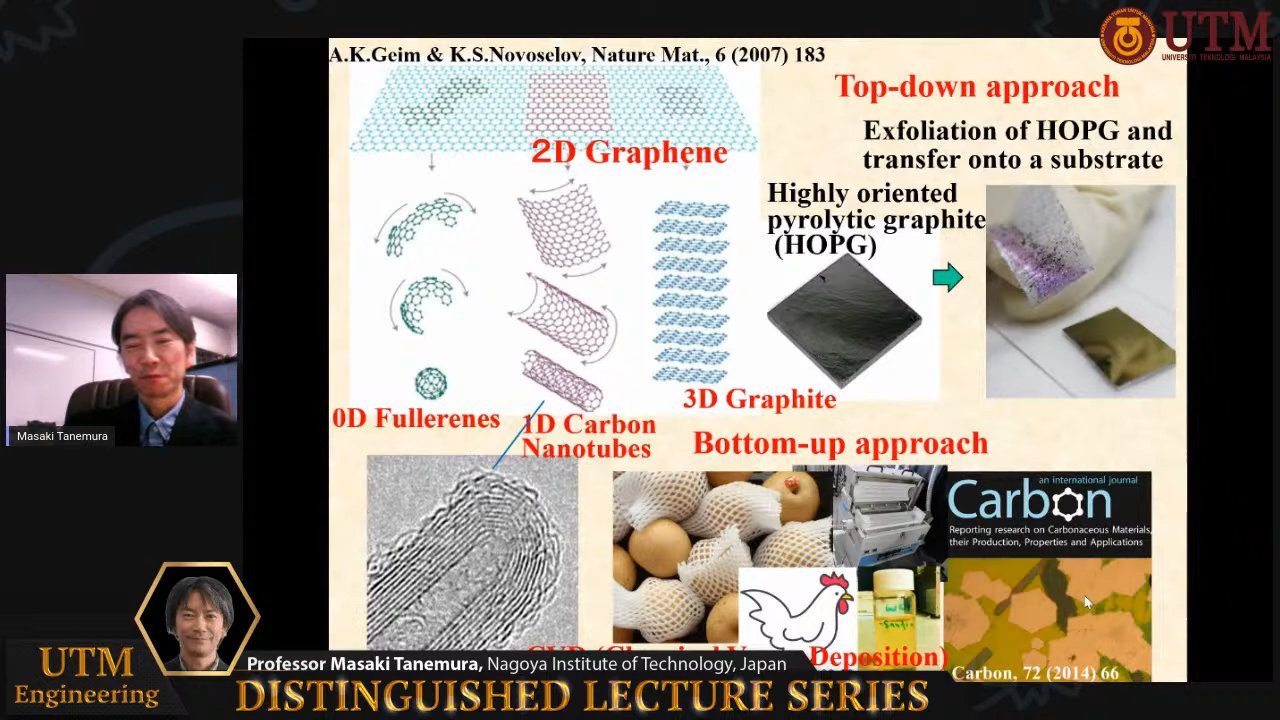 UTM
UNIVERSITI TEKNOLOGI MALAYSIA
A.K.Geim & K.S.Novoselov, Nature Mat., 6 (2007) 183
Top-down approach
Exfoliation of HOPG and
transfer onto a substrate
2D Graphene
Highly oriented
pyrolytic graphite
(HOPG)
3D Graphite
0D Fullerenes
1D Carbon
Nanotubes
Bottom-up approach
an international journal
Carbon
Reporting research on Carbonaceous Materials,
their Production, Properties and Applications
Deposition)
Carbon, 72 (2014) 66
Masaki Tanemura
Professor Masaki Tanemura, Nagoya Institute of Technology, Japan
UTM
Engineering
DISTINGUISHED LECTURE SERIES